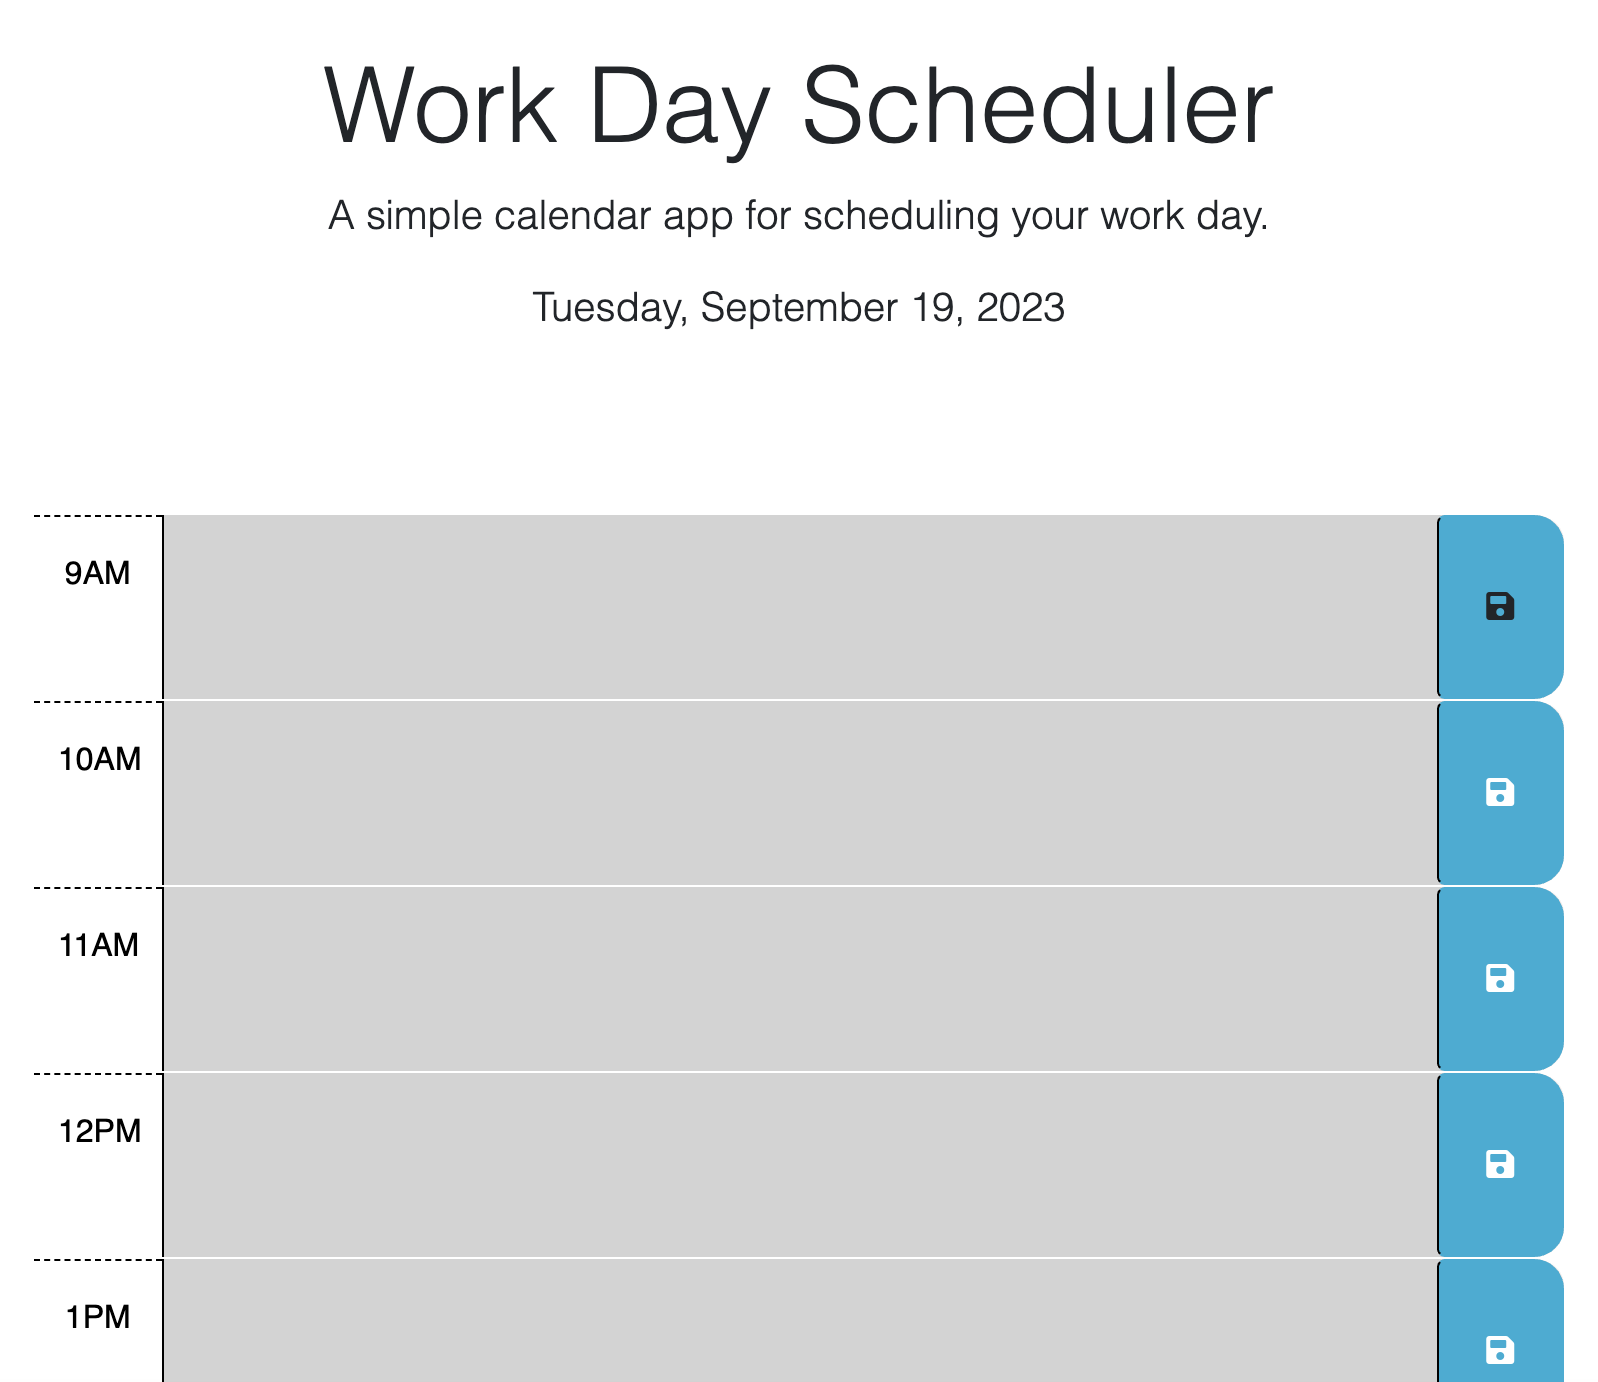 Work Day Scheduler
A simple calendar app for scheduling your work day.
Tuesday, September 19, 2023
9AM
10AM
11AM
12PM
1PM